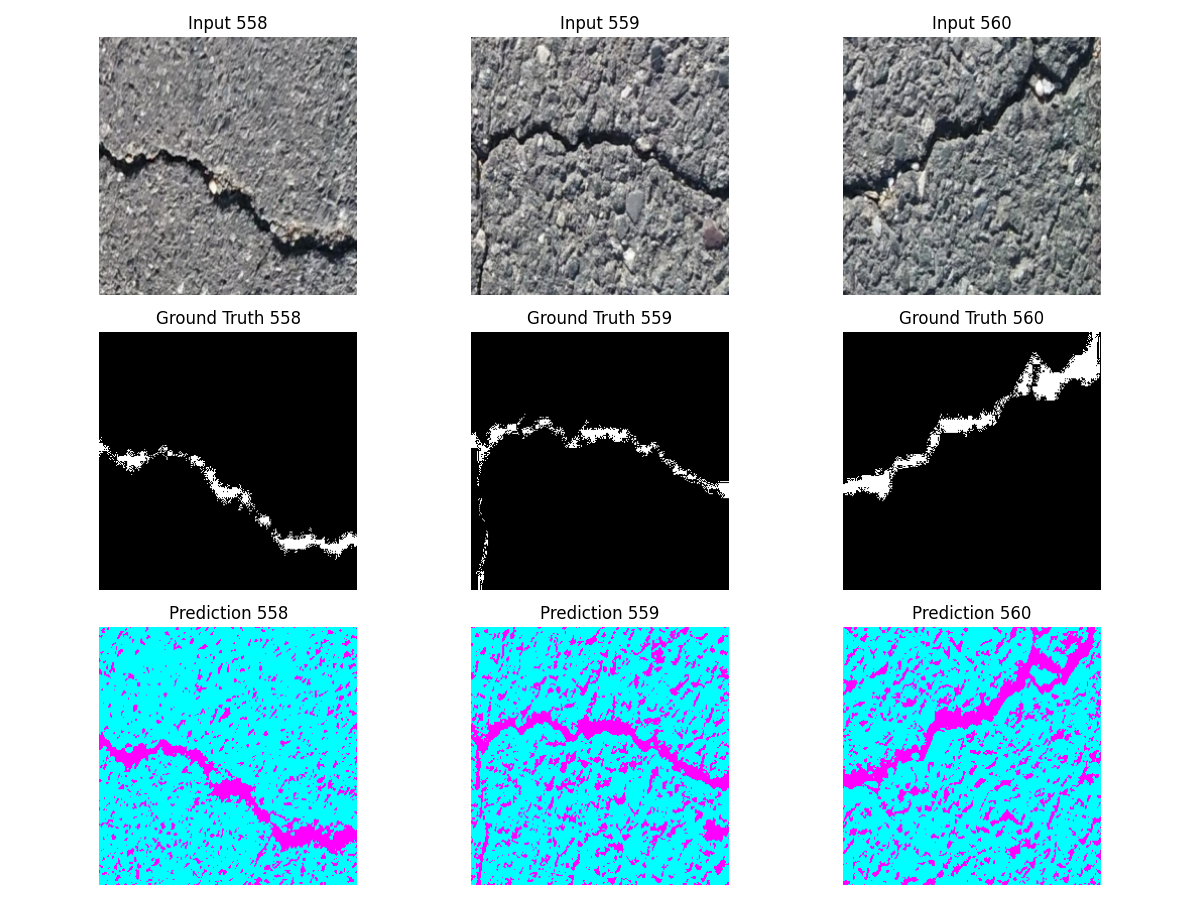 Input 558
Input 559
Input 560
Ground Truth 558
Ground Truth 559
Ground Truth 560
Prediction 558
Prediction 559
Prediction 560